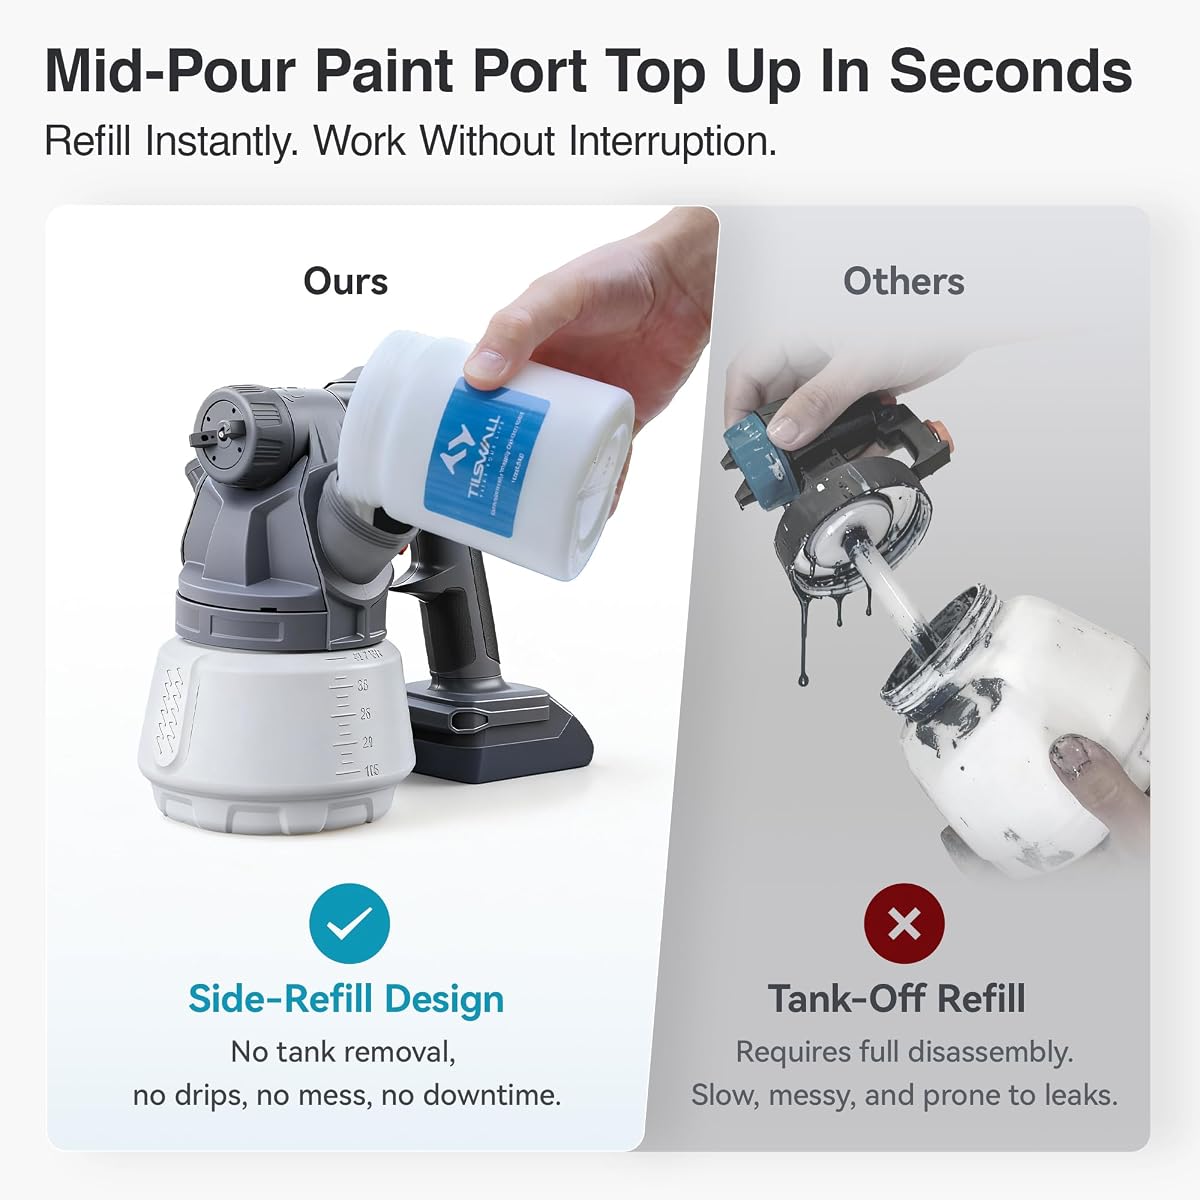 Mid-Pour Paint Port Top Up In Seconds
Refill Instantly. Work Without Interruption.
Ours
Others
TILSWALL
Side-Refill Design
No tank removal,
no drips, no mess, no downtime.
Tank-Off Refill
Requires full disassembly.
Slow, messy, and prone to leaks.